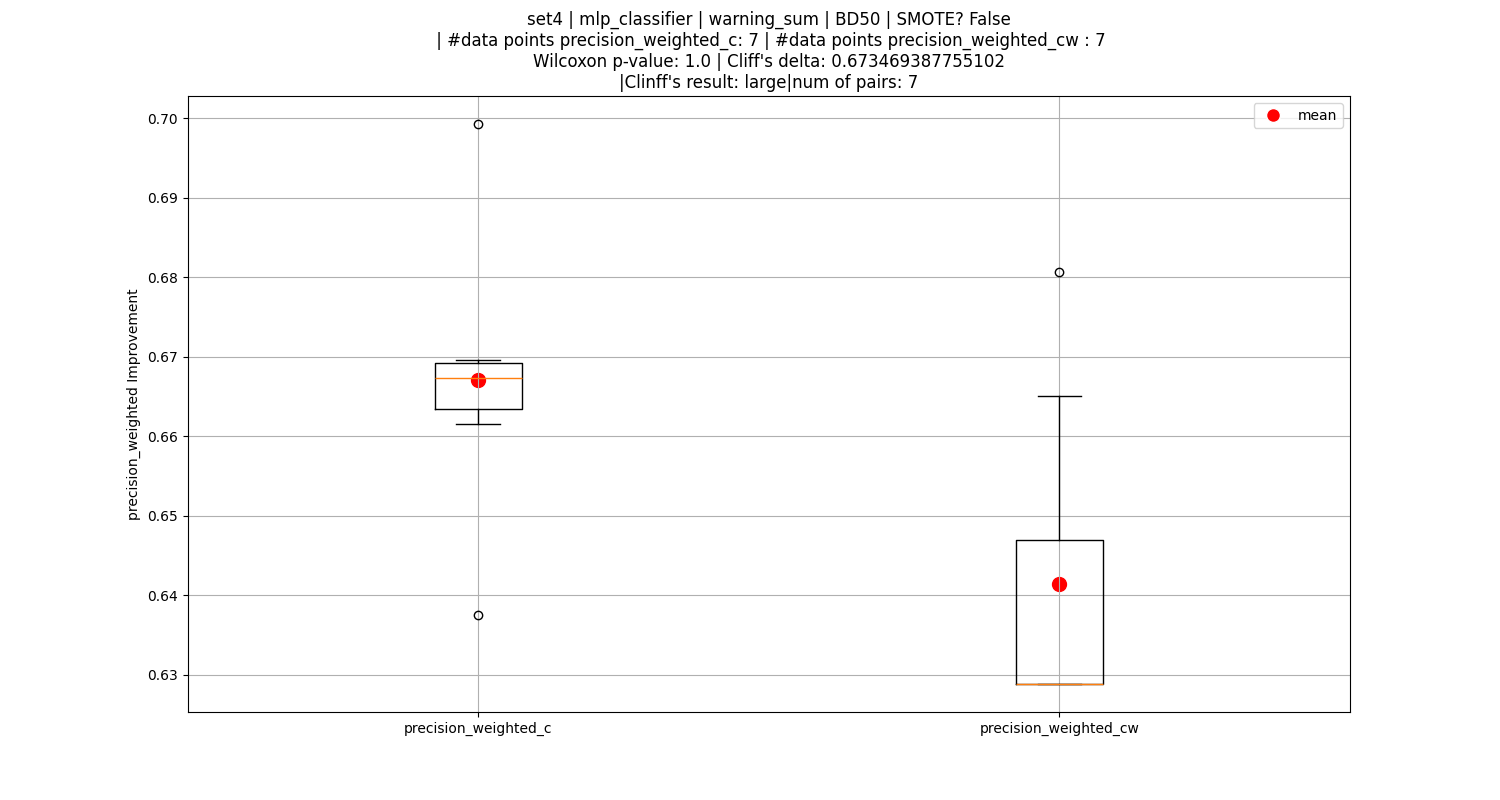 set4 | mlp_classifier | warning_sum | BD50 | SMOTE? False
| #data points precision_weighted_c: 7 | #data points precision_weighted_cw : 7
Wilcoxon p-value: 1.0 | Cliff's delta: 0.673469387755102
|Clinff's result: large|num of pairs: 7
mean
0.70
0.69
0.68
0.67
0.66
0.65
0.64
0.63
precision_weighted Improvement
precision_weighted_c
precision_weighted_cw